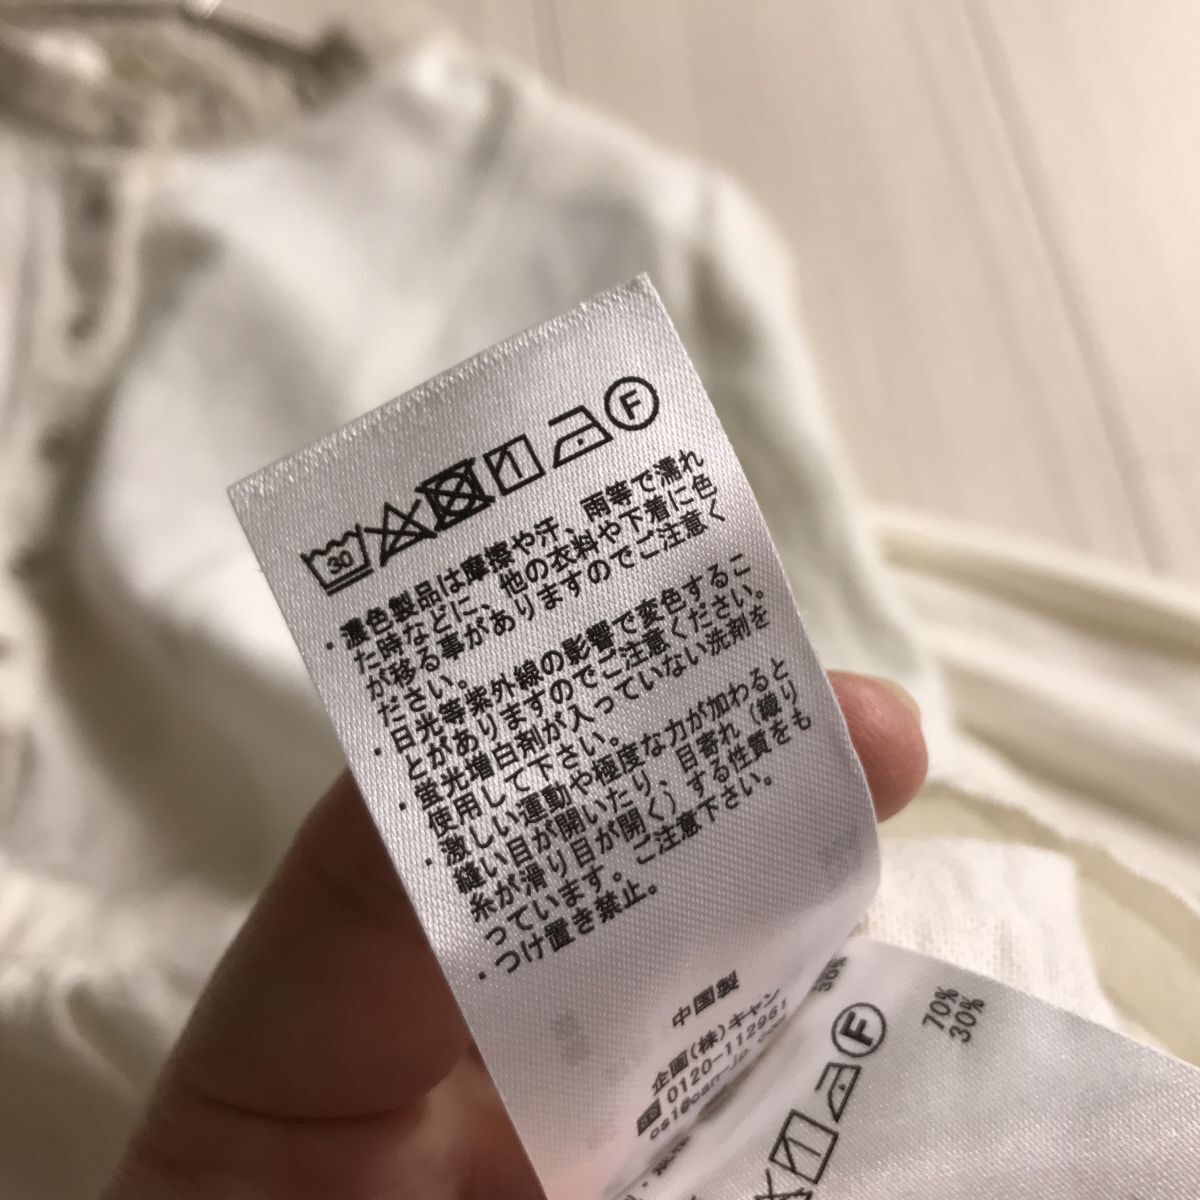 30
F
・濃色製品は摩擦や汗、雨等で濡れ
た時などに、他の衣料や下着に色
が移る事がありますのでご注意く
ださい。
・日光等紫外線の影響で変色するこ
とがありますのでご注意ください。
・蛍光増白剤が入っていない洗剤を
使用して下さい。
・激しい運動や極度な力が加わると
縫い目が開いたり、目寄れ（織り
糸が滑り目が開く）する性質をも
っています。 ご注意下さい。
・つけ置き禁止。
中国製
企画(株)キャン
0120-112961
F
70%
30%